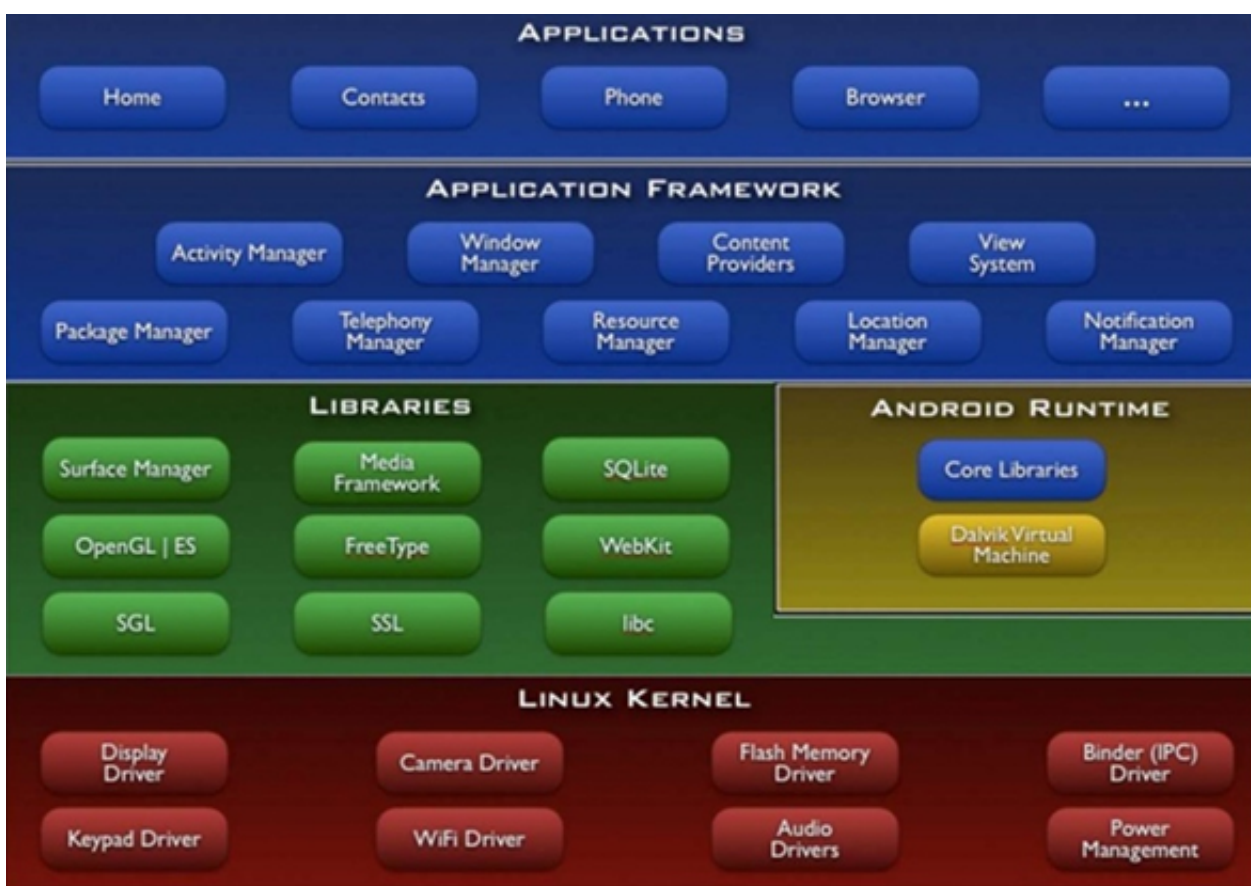 APPLICATIONS
Home
Contacts
Phone
Browser
...
APPLICATION FRAMEWORK
Activity Manager
Window
Manager
Content
Providers
View
System
Package Manager
Telephony
Manager
Resource
Manager
Location
Manager
Notification
Manager
LIBRARIES
Surface Manager
Media
Framework
SQLite
OpenGL | ES
FreeType
WebKit
SGL
SSL
libc
ANDROID RUNTIME
Core Libraries
Dalvik Virtual
Machine
LINUX KERNEL
Display
Driver
Camera Driver
Flash Memory
Driver
Binder (IPC)
Driver
Keypad Driver
WiFi Driver
Audio
Drivers
Power
Management